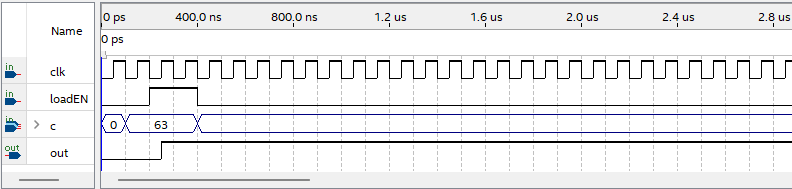 Name
0 ps 400.0 ns 800.0 ns 1.2 us 1.6 us 2.0 us 2.4 us 2.8 us
0 ps
in clk
in loadEN
in > c 0 63
out out